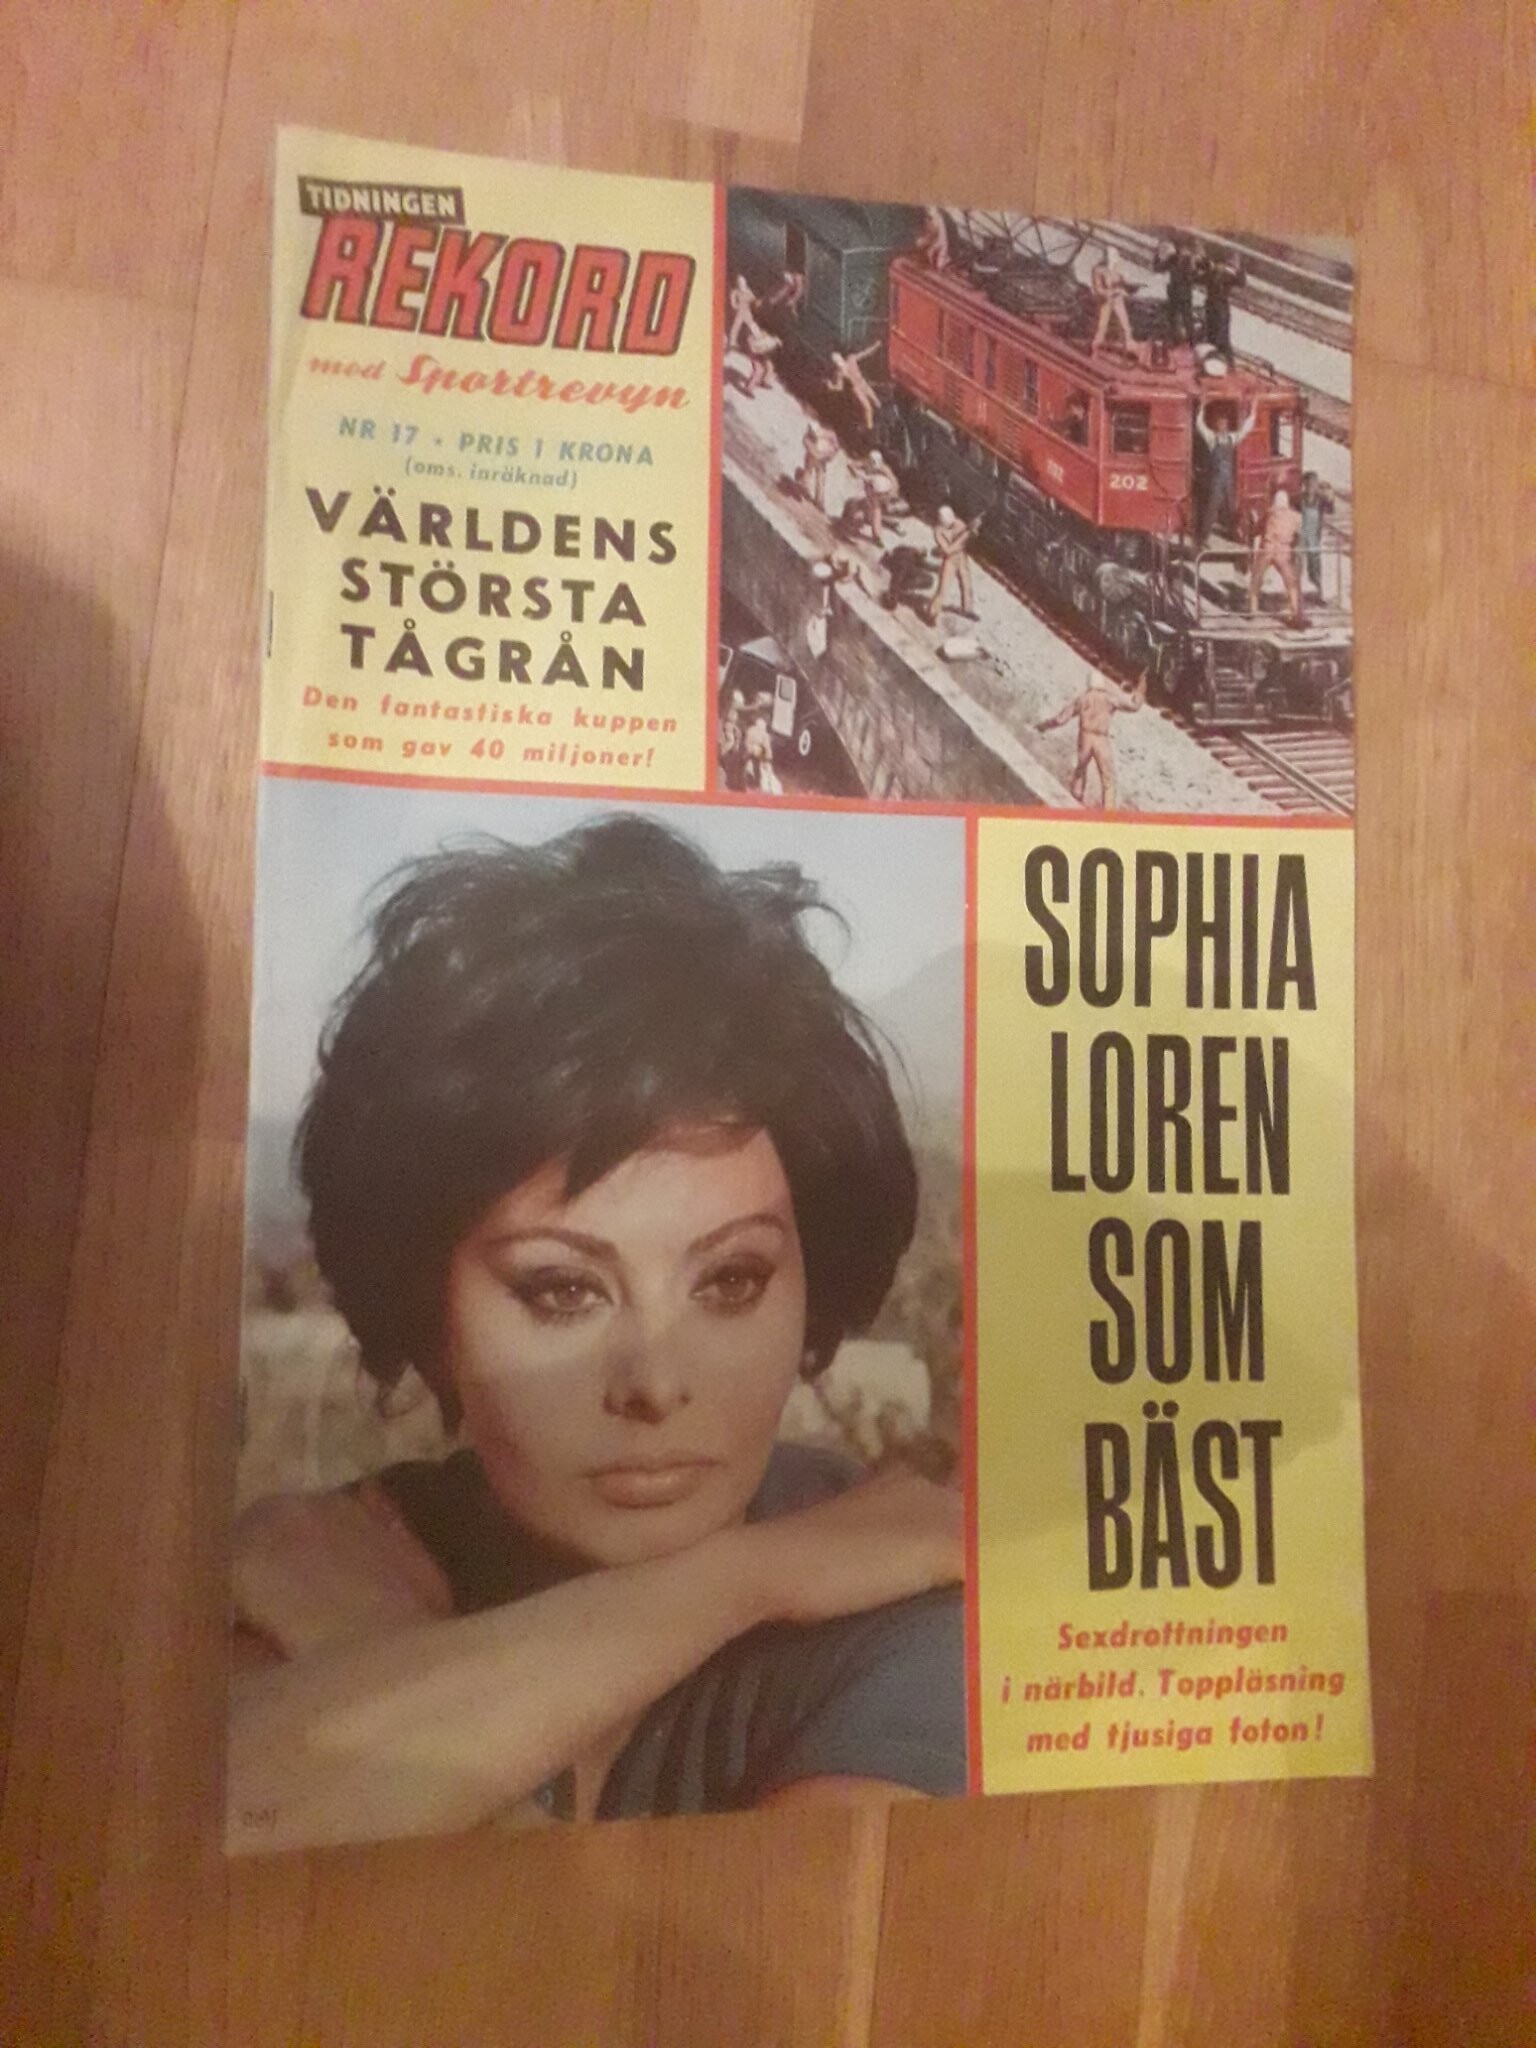 TIDNINGEN
REKORD
med Sportrevyn
NR 17 • PRIS 1 KRONA
(oms. inräknad)
VÄRLDENS
STÖRSTA
TÅGRÅN
Den fantastiska kuppen
som gav 40 miljoner!
202
SOPHIA
LOREN
SOM
BÄST
Sexdrottningen
i närbild. Toppläsning
med tjusiga foton!